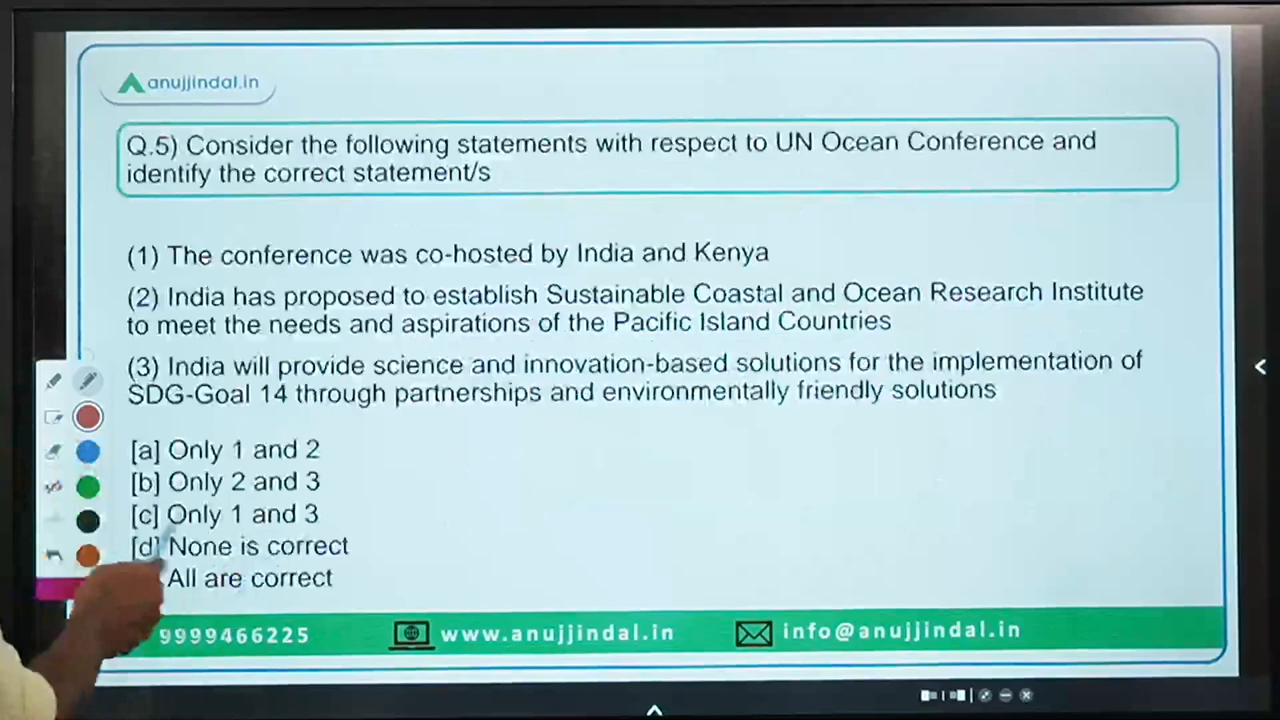 anujjindal.in
Q.5) Consider the following statements with respect to UN Ocean Conference and
identify the correct statement/s
(1) The conference was co-hosted by India and Kenya
(2) India has proposed to establish Sustainable Coastal and Ocean Research Institute
to meet the needs and aspirations of the Pacific Island Countries
(3) India will provide science and innovation-based solutions for the implementation of
SDG-Goal 14 through partnerships and environmentally friendly solutions
[a] Only 1 and 2
[b] Only 2 and 3
[c] Only 1 and 3
[d] None is correct
All are correct
9999466225 www.anujjindal.in info@anujjindal.in